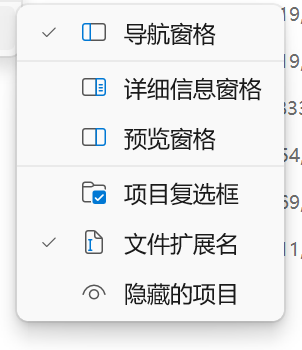 导航窗格
详细信息窗格
预览窗格
项目复选框
文件扩展名
隐藏的项目